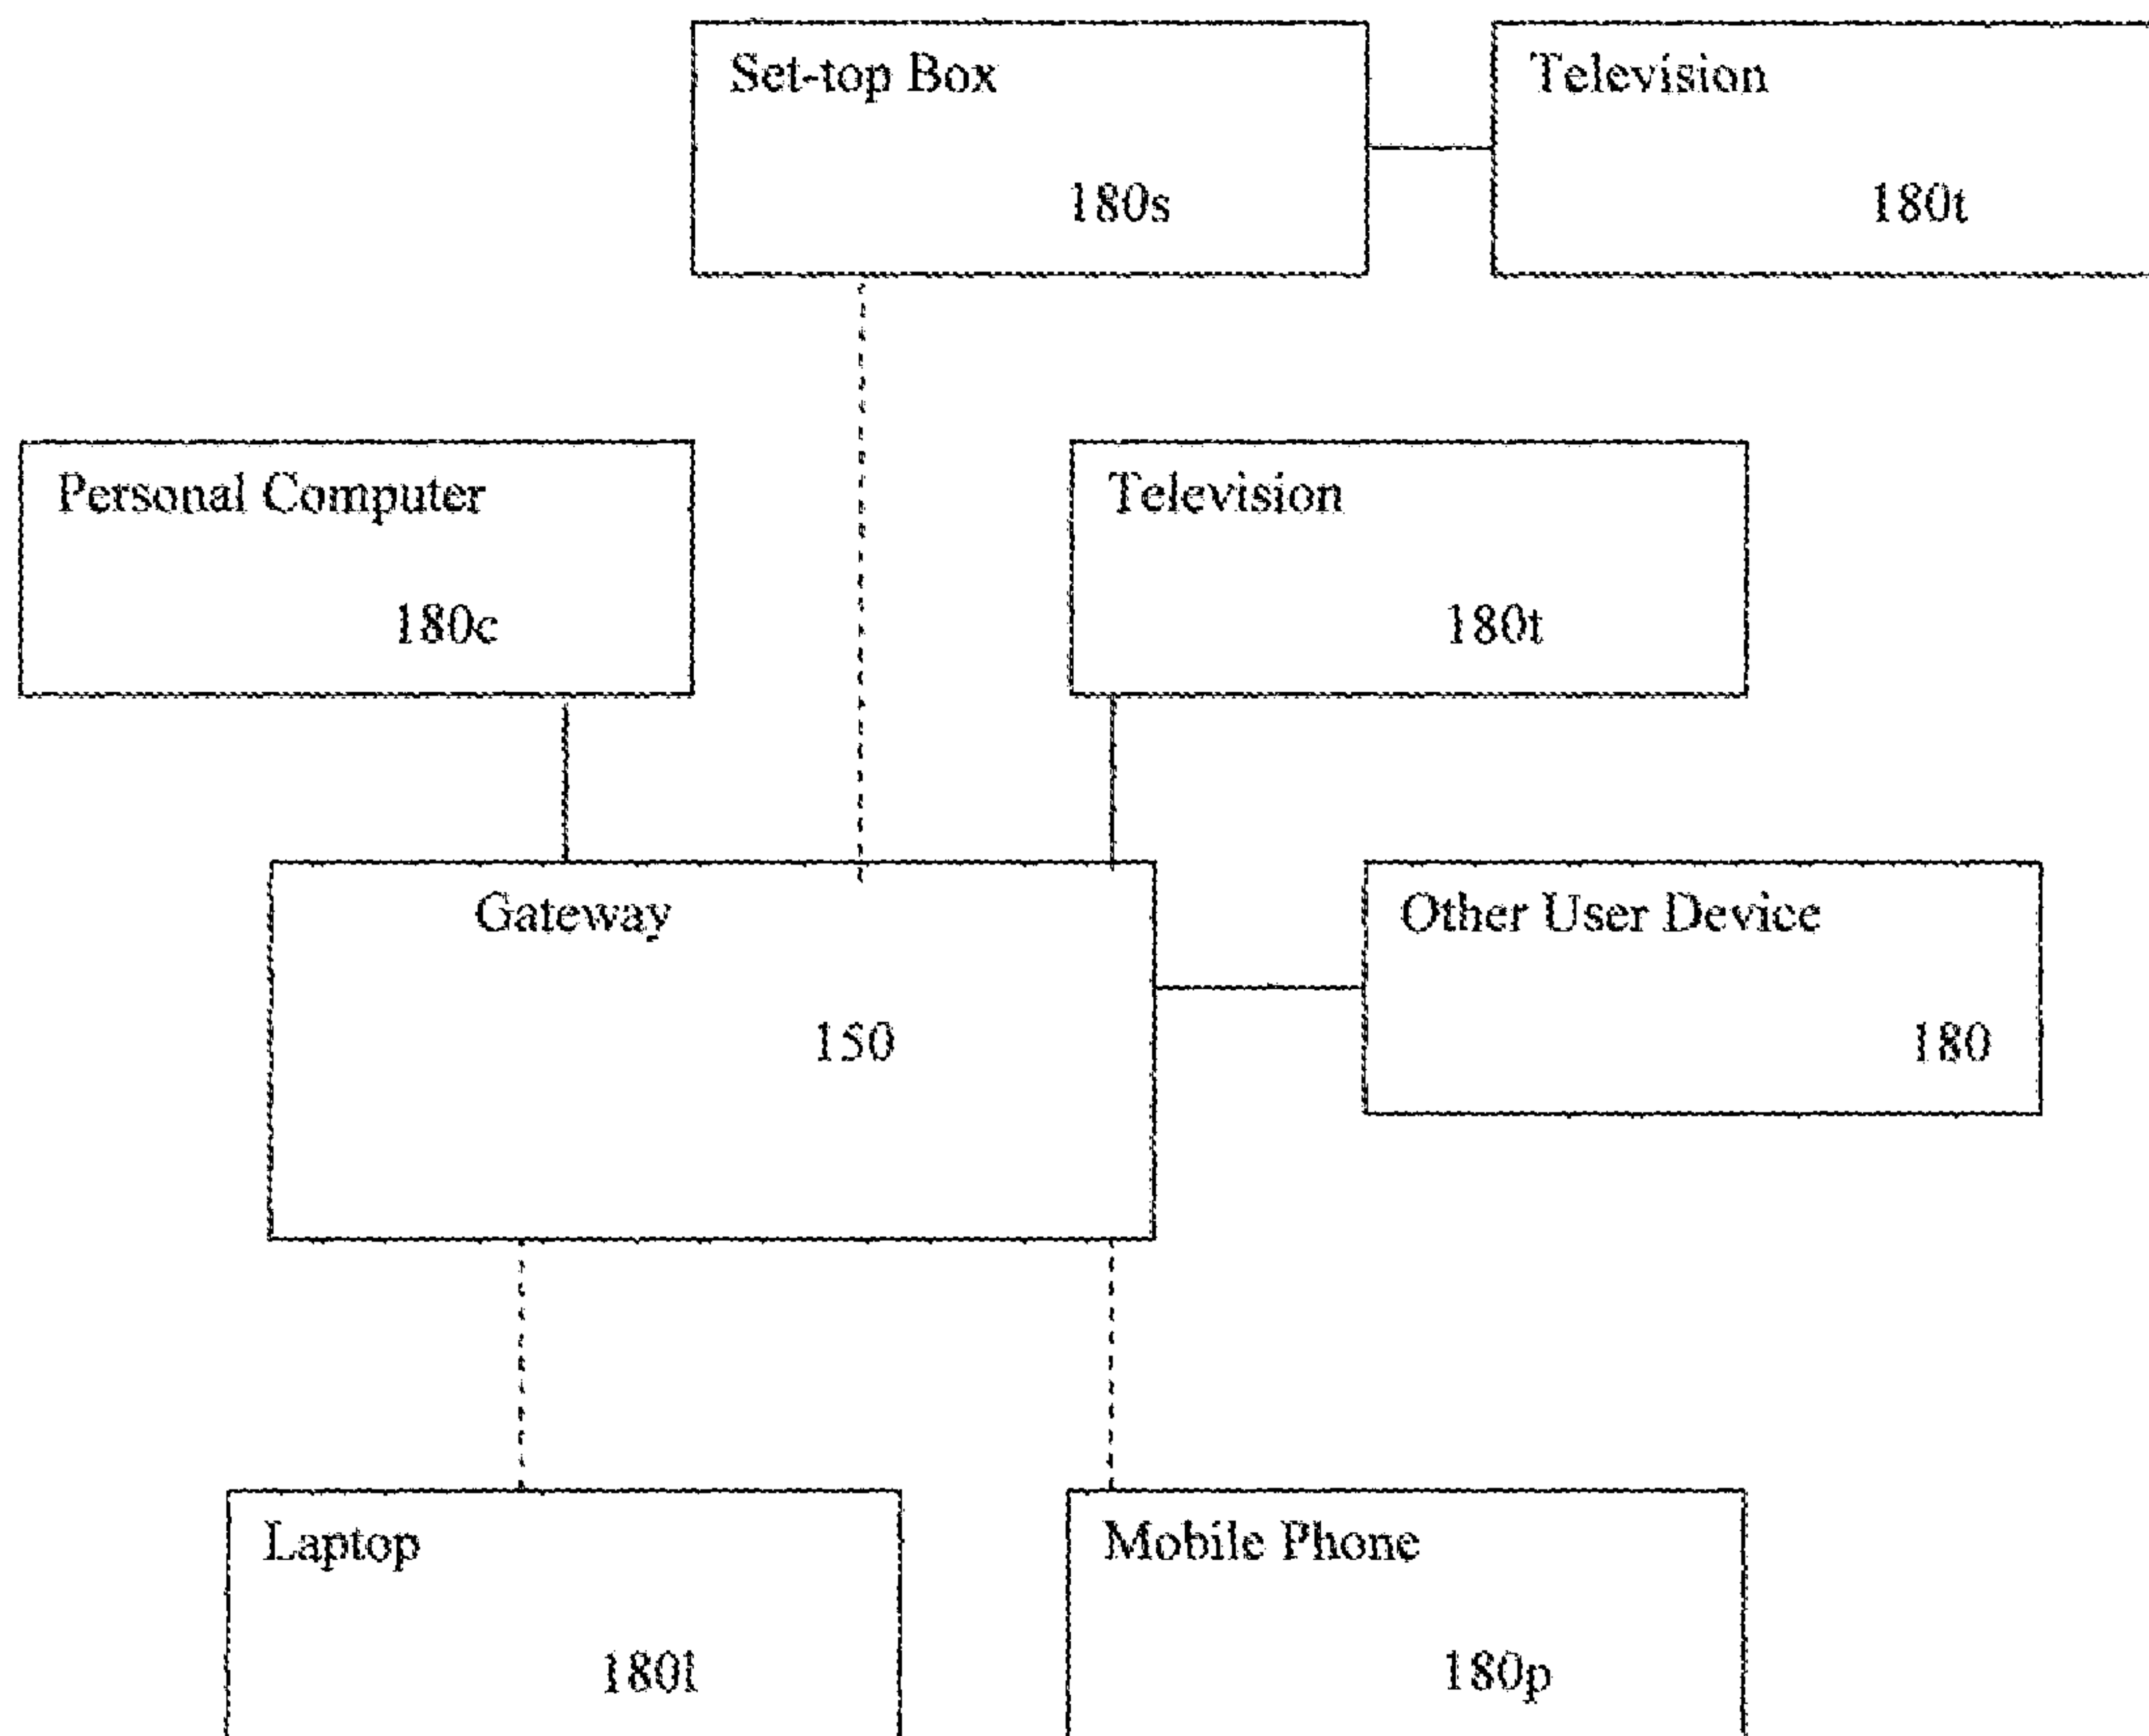 Set-top Box
180s
Television
180t
Personal Computer
180c
Television
180t
Gateway
150
Other User Device
180
Laptop
180l
Mobile Phone
180p